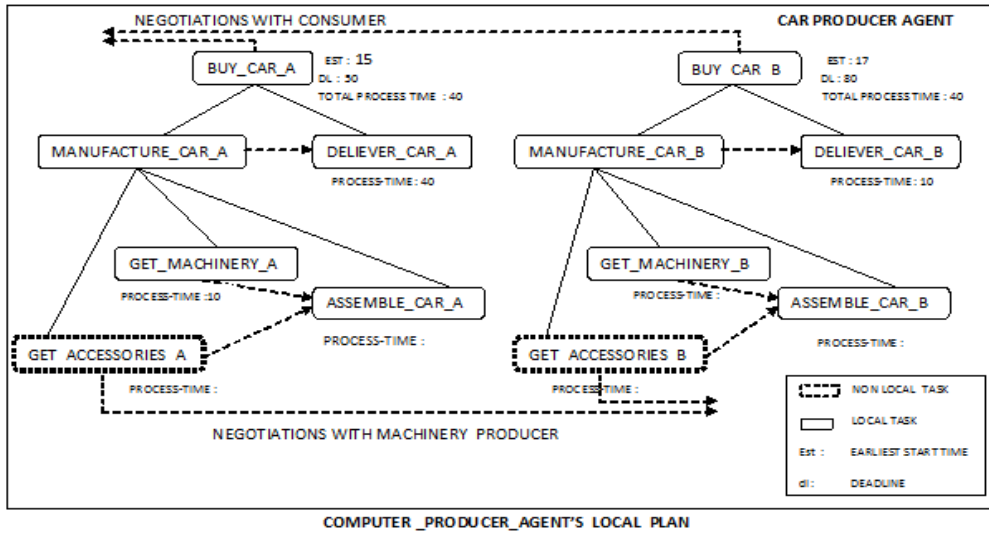 NEGOTIATIONS WITH CONSUMER
CAR PRODUCER AGENT
BUY_CAR_A
EST : 15
DL : 30
TOTAL PROCESS TIME : 40
BUY CAR B
EST : 17
DL : 80
TOTAL PROCESS TIME : 40
MANUFACTURE_CAR_A
DELIEVER_CAR_A
PROCESS-TIME : 40
MANUFACTURE_CAR_B
DELIEVER_CAR_B
PROCESS-TIME : 10
GET_MACHINERY_A
PROCESS-TIME :10
ASSEMBLE_CAR_A
PROCESS-TIME :
GET_MACHINERY_B
PROCESS-TIME :
ASSEMBLE_CAR_B
PROCESS-TIME :
GET ACCESSORIES A
PROCESS-TIME :
GET ACCESSORIES B
PROCESS-TIME :
NEGOTIATIONS WITH MACHINERY PRODUCER
NON LOCAL TASK
LOCAL TASK
Est : EARLIEST START TIME
dl : DEADLINE
COMPUTER _PRODUCER_AGENT'S LOCAL PLAN